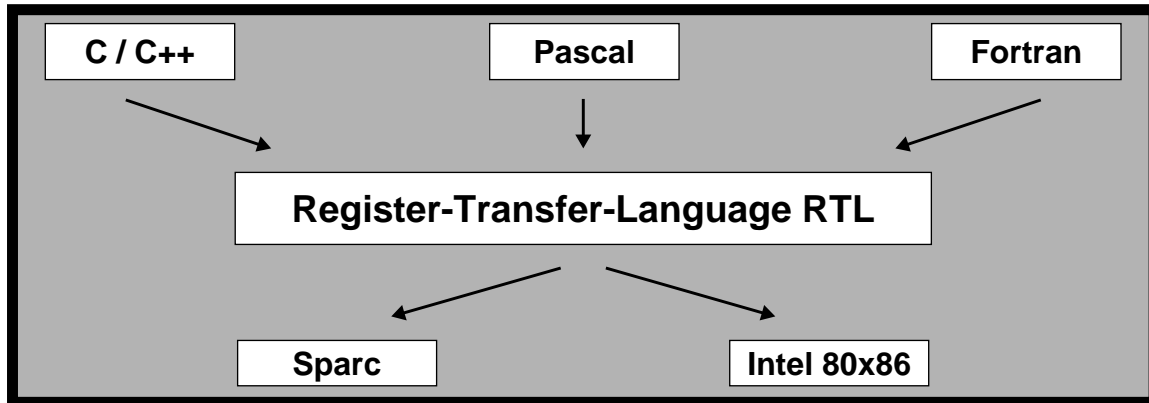 C / C++
Pascal
Fortran
Register-Transfer-Language RTL
Sparc
Intel 80x86